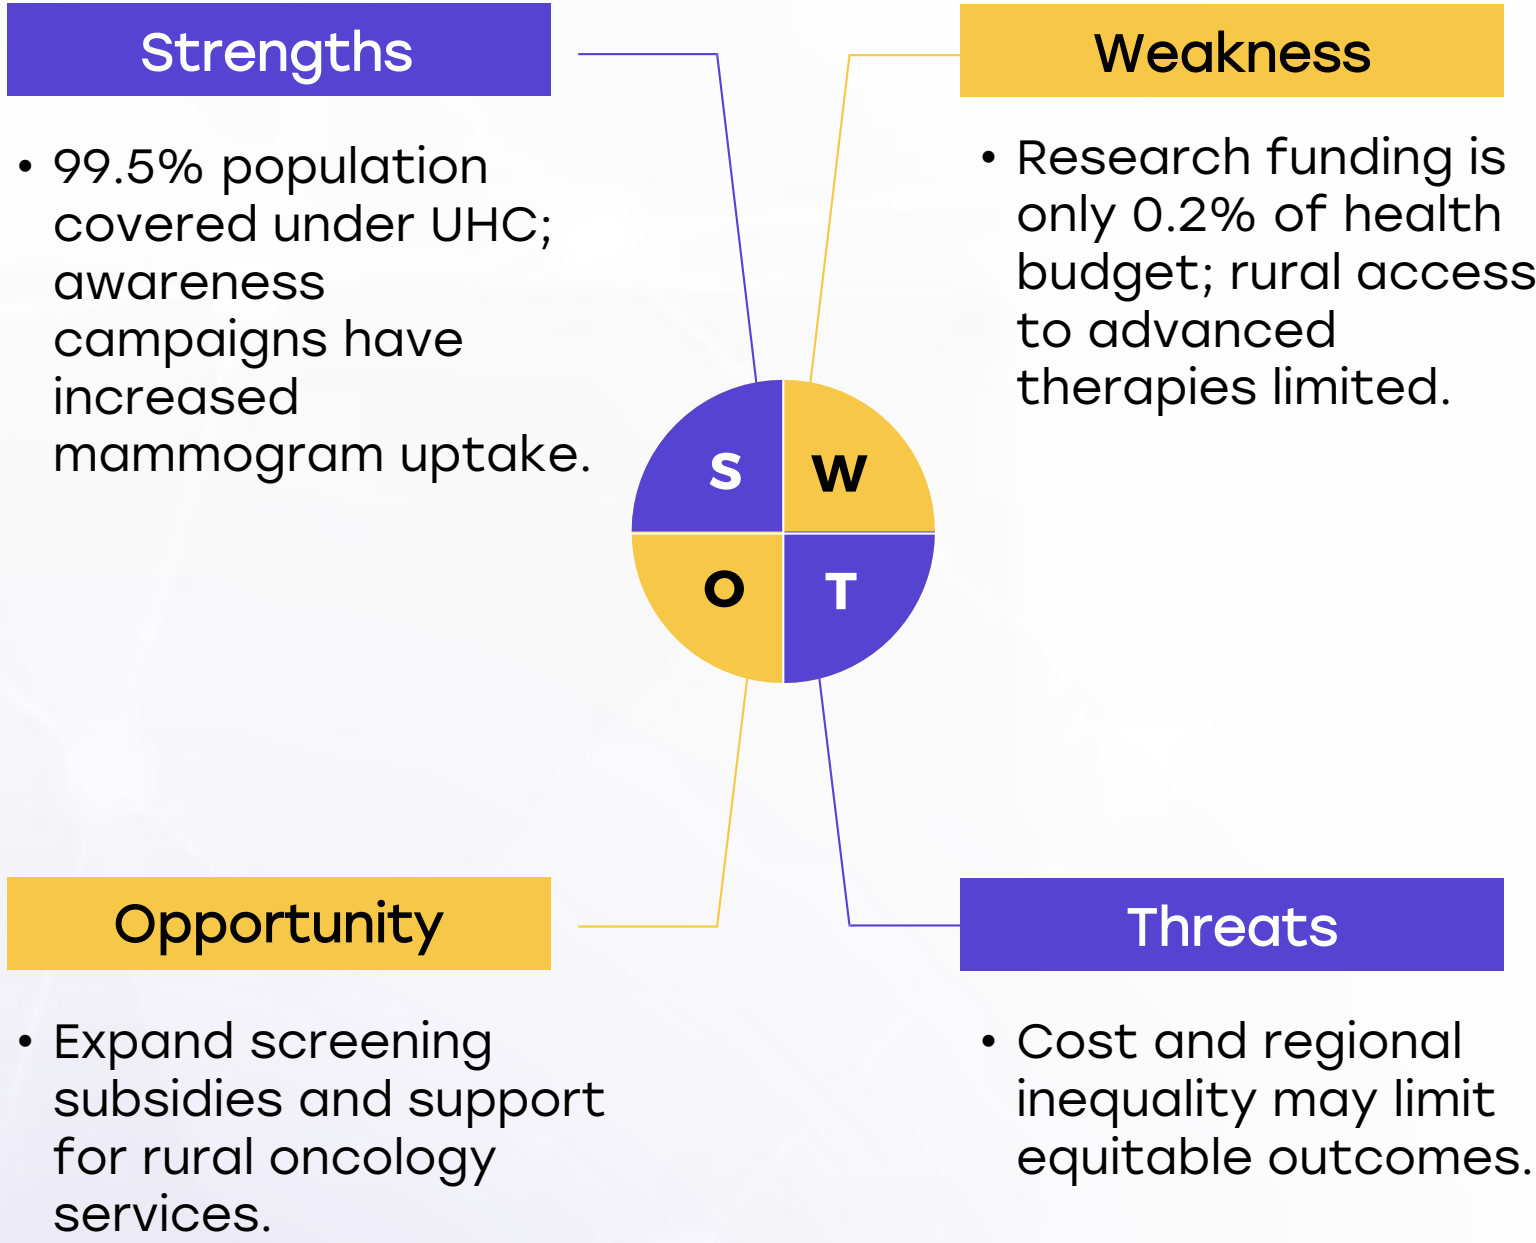 Strengths
• 99.5% population
covered under UHC;
awareness
campaigns have
increased
mammogram uptake.
Weakness
• Research funding is
only 0.2% of health
budget; rural access
to advanced
therapies limited.
S
W
O
T
Opportunity
• Expand screening
subsidies and support
for rural oncology
services.
Threats
• Cost and regional
inequality may limit
equitable outcomes.